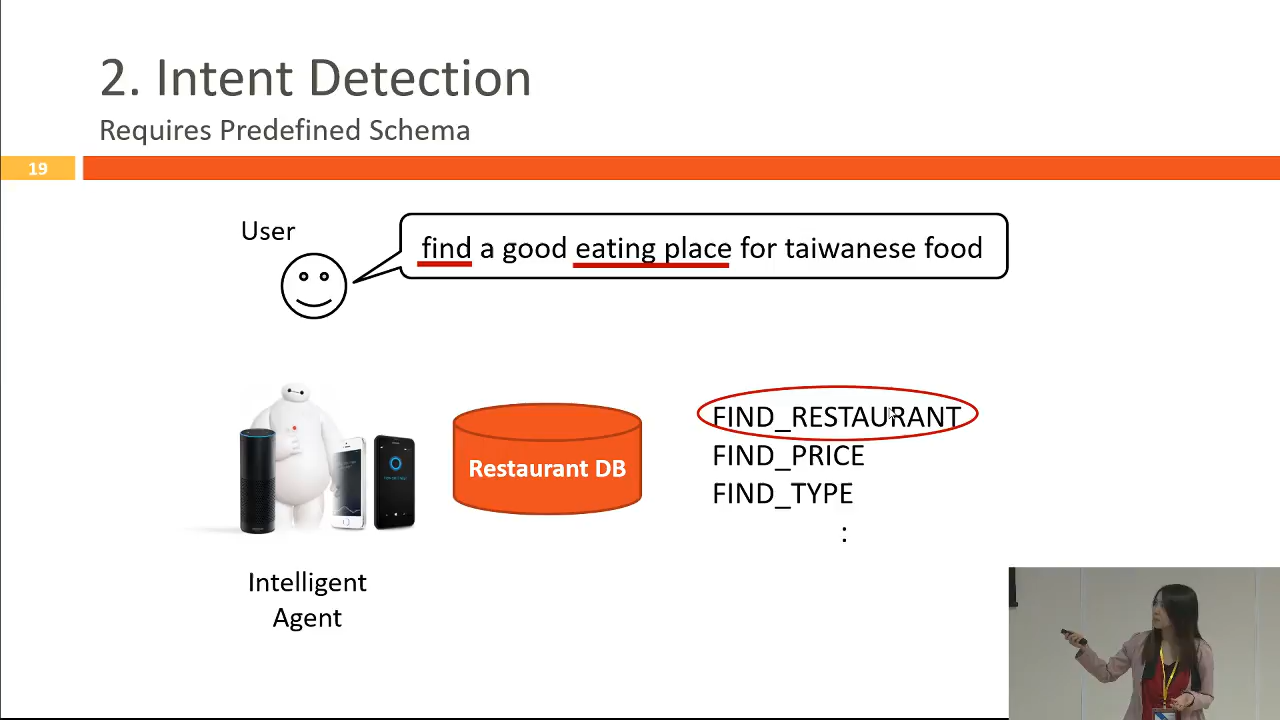 2. Intent Detection
Requires Predefined Schema
19
User
find a good eating place for taiwanese food
Restaurant DB
FIND_RESTAURANT
FIND_PRICE
FIND_TYPE
:
Intelligent
Agent